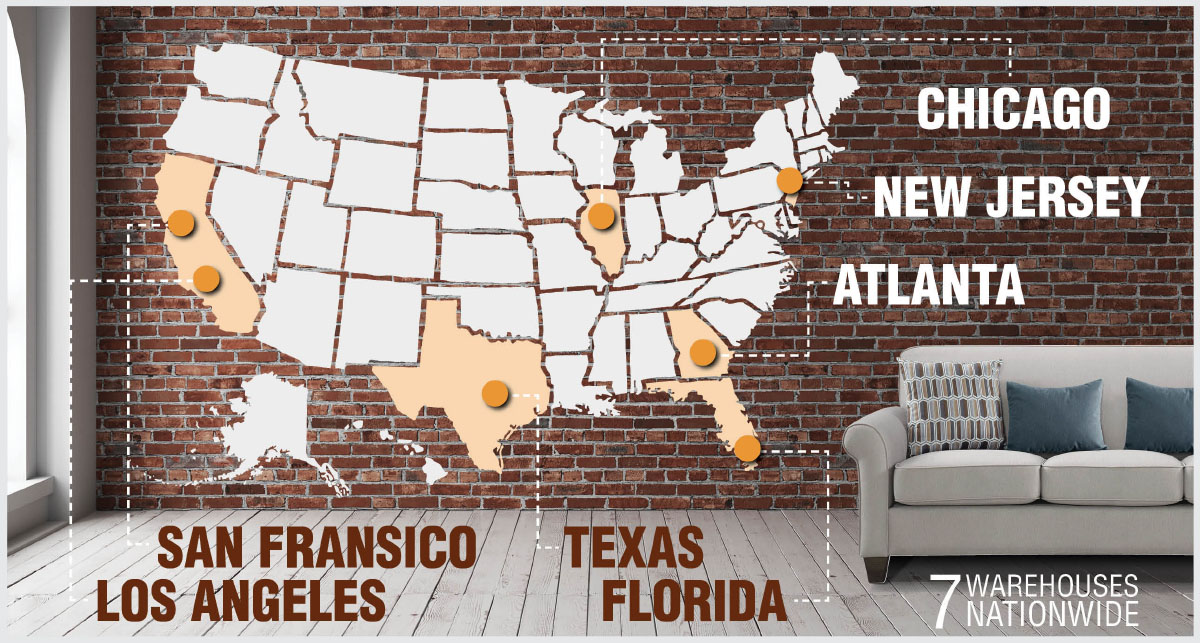 CHICAGO
NEW JERSEY
ATLANTA
SAN FRANSICO
LOS ANGELES
TEXAS
FLORIDA
7 WAREHOUSES
NATIONWIDE